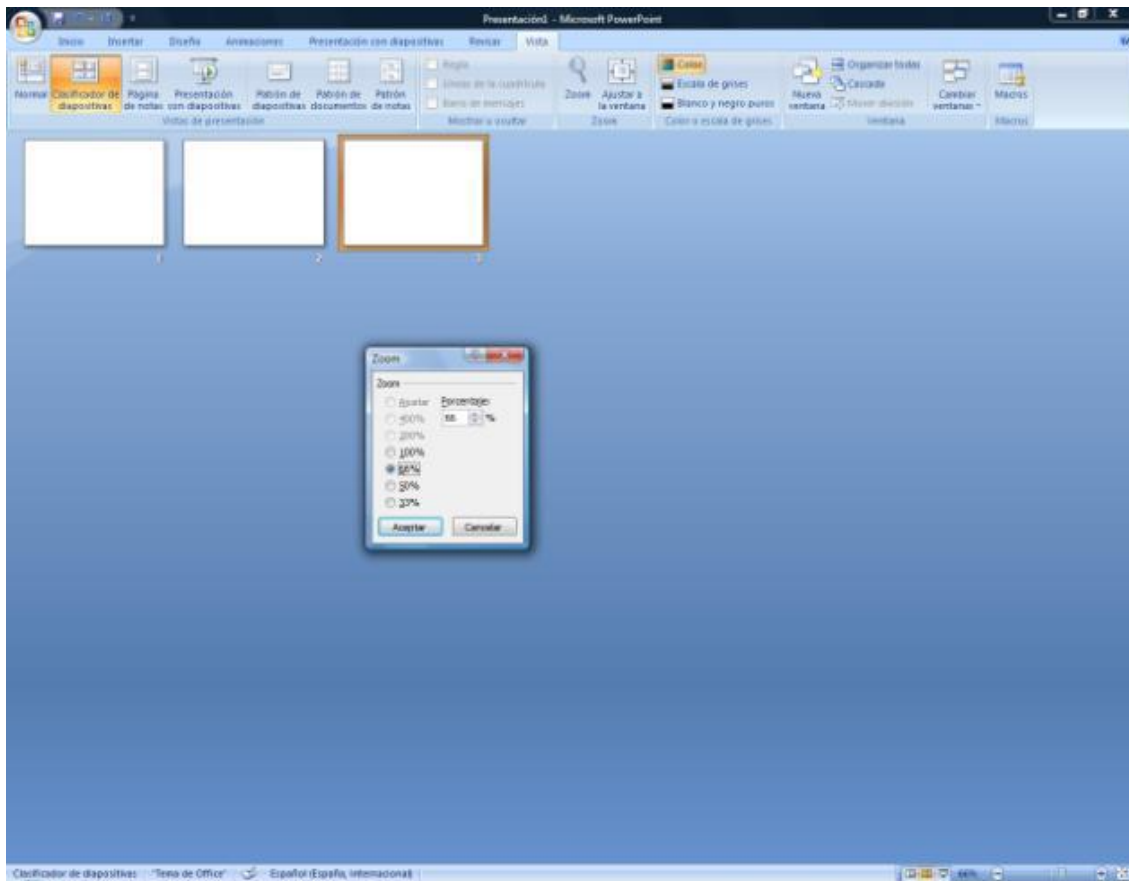 Presentación1 - Microsoft PowerPoint
Inicio Insertar Diseño Animaciones Presentación con diapositivas Revisar Vista
Normal Clasificador de diapositivas Página de notas Presentación con diapositivas Patrón de diapositivas Patrón de documentos Patrón de notas
Vistas de presentación
Regla
Líneas de la cuadrícula
Barra de mensajes
Mostrar u ocultar
Zoom Ajustar a la ventana
Zoom
Color
Escala de grises
Blanco y negro puros
Color o escala de grises
Nueva ventana
Organizar todas
Cascada
Mover división
Cambiar ventanas
Ventana
Macros
Macros
1 2 3
Zoom
Zoom
Ajustar Porcentaje:
400% 66 %
200%
100%
66%
50%
33%
Aceptar Cancelar
Clasificador de diapositivas "Tema de Office" Español (España, internacional) 66%